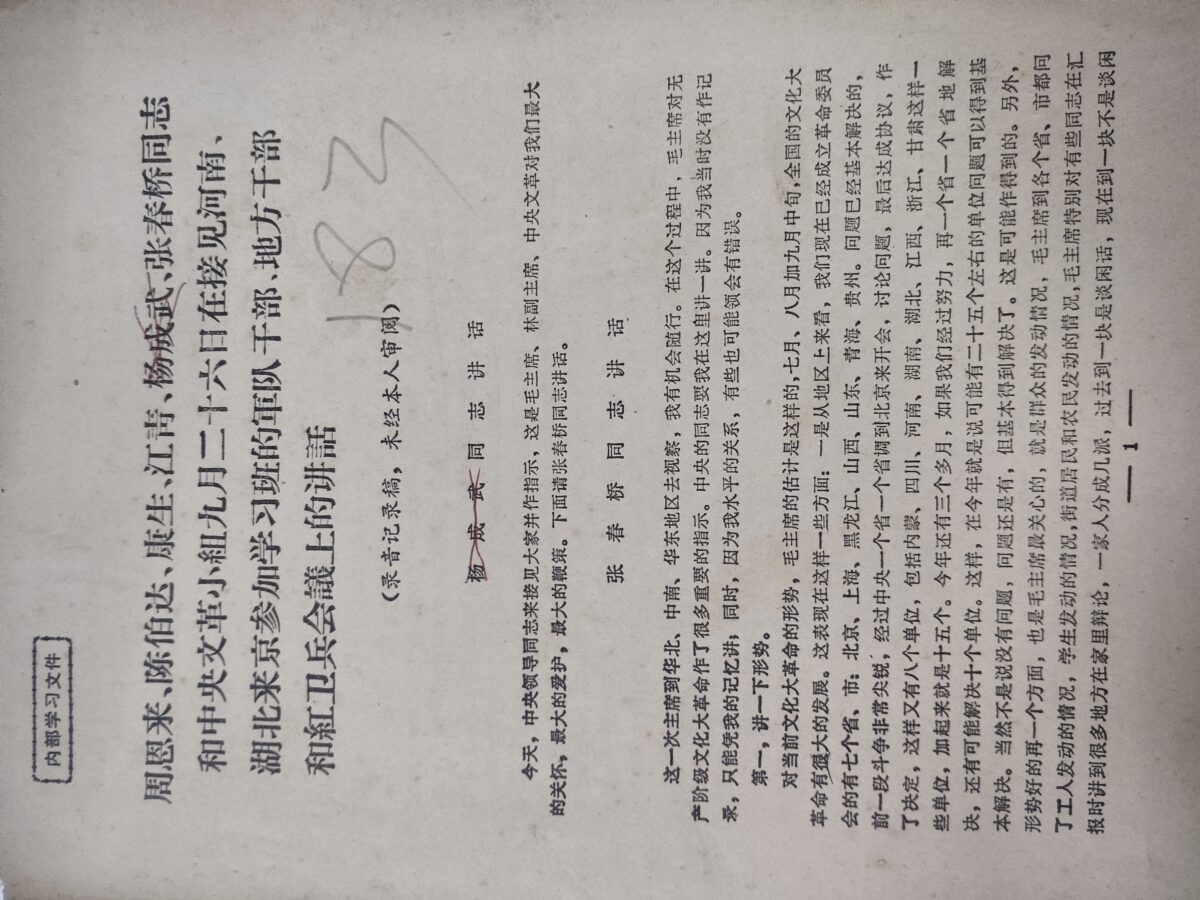 内部学习文件
周恩来、陈伯达、康生、江青、杨成武、张春桥同志
和中央文革小組九月二十六日在接见河南、
湖北来京参加学习班的軍队干部、地方干部
和紅卫兵会議上的讲話
183
（录音记录稿，未经本人审阅）
杨成武同志讲话
今天，中央领导同志来接见大家并作指示，这是毛主席、林副主席、中央文革对我们最大
的关怀，最大的爱护，最大的鞭策。下面请张春桥同志讲话。
张春桥同志讲话
这一次主席到华北、中南、华东地区去视察，我有机会随行。在这个过程中，毛主席对无
产阶级文化大革命作了很多重要的指示。中央的同志要我在这里讲一讲。因为我当时没有作记
录，只能凭我的记忆讲；同时，因为我水平的关系，有些也可能领会有错误。
第一，讲一下形势。
对当前文化大革命的形势，毛主席的估计是这样的，七月、八月加九月中旬，全国的文化大
革命有很大的发展。这表现在这样一些方面：一是从地区上来看，我们现在已经成立革命委员
会的有七个省、市：北京、上海、黑龙江、山西、山东、青海、贵州。问题已经基本解决的，
前一段斗争非常尖锐，经过中央一个省一个省调到北京来开会，讨论问题，最后达成协议，作
了决定，这样又有八个单位，包括内蒙、四川、河南、湖南、湖北、江西、浙江、甘肃这样一
些单位，加起来就是十五个。今年还有三个多月，如果我们经过努力，再一个省一个省地解
决，还有可能解决十个单位。这样，在今年就是说可能有二十五个左右的单位问题可以得到基
本解决。当然不是说没有问题，问题还是有，但基本得到解决了。这是可能作得到的。另外，
形势好的再一个方面，也是毛主席最关心的，就是群众的发动情况，毛主席到各个省、市都问
了工人发动的情况，学生发动的情况，街道居民和农民发动的情况，毛主席特别对有些同志在汇
报时讲到很多地方在家里辩论，一家人分成几派，过去到一块是谈闲话，现在到一块不是谈闲
— 1 —